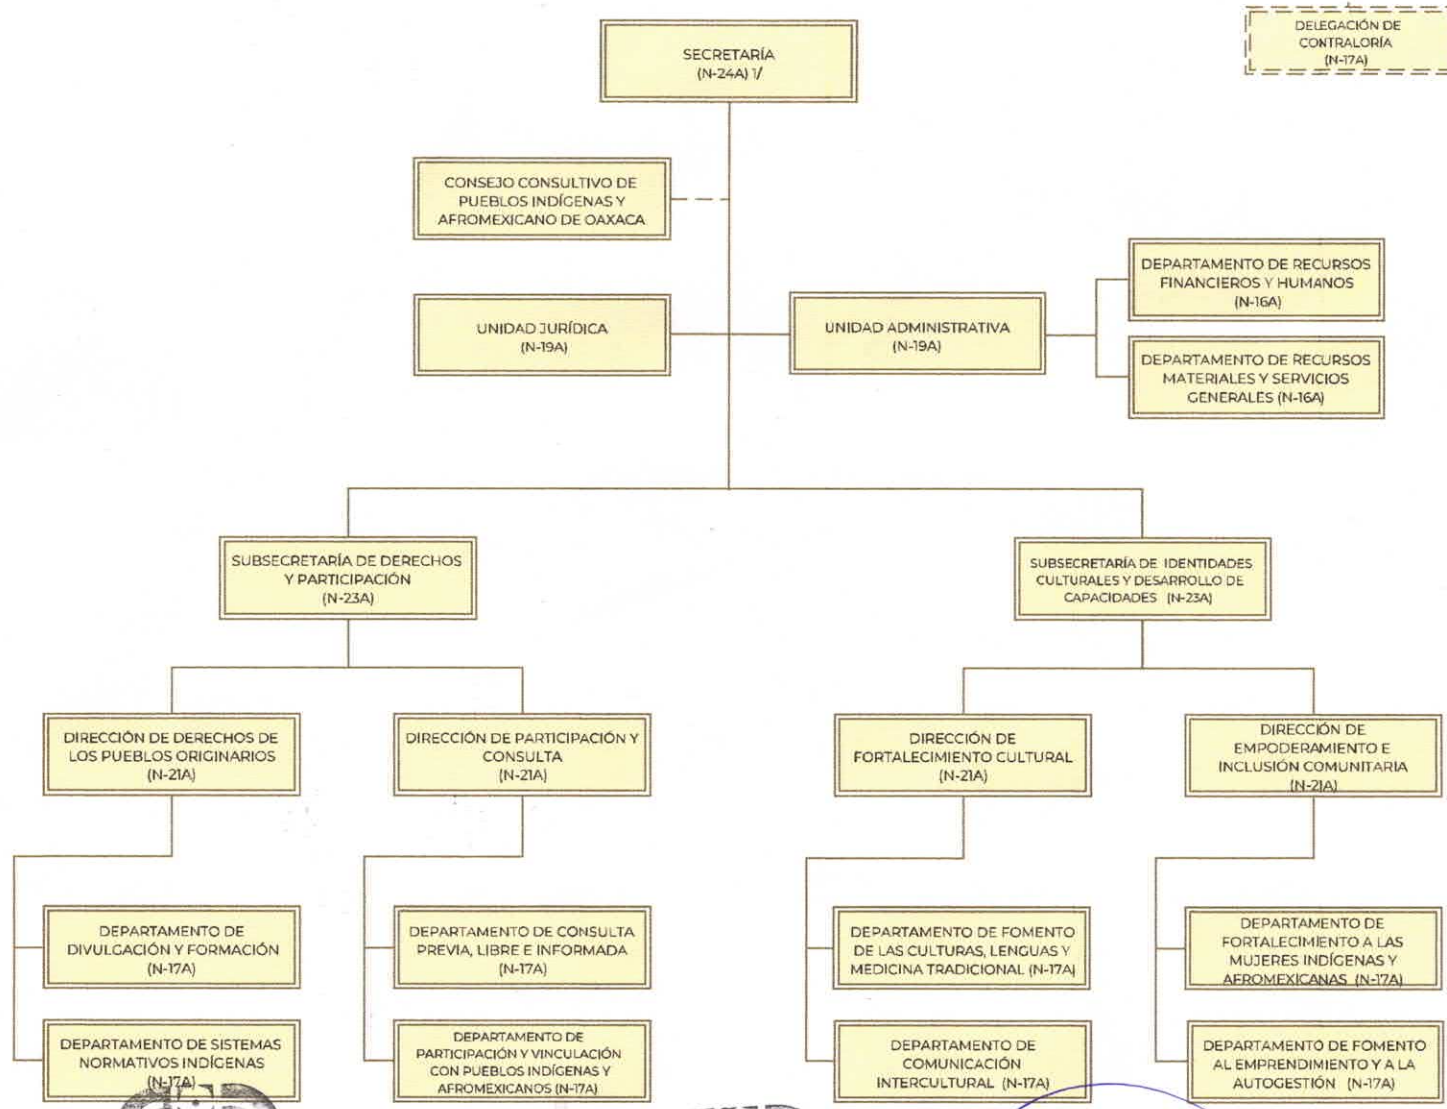 DELEGACIÓN DE
CONTRALORÍA
(N-17A)
SECRETARÍA
(N-24A) 1/
CONSEJO CONSULTIVO DE
PUEBLOS INDÍGENAS Y
AFROMEXICANO DE OAXACA
UNIDAD JURÍDICA
(N-19A)
UNIDAD ADMINISTRATIVA
(N-19A)
DEPARTAMENTO DE RECURSOS
FINANCIEROS Y HUMANOS
(N-16A)
DEPARTAMENTO DE RECURSOS
MATERIALES Y SERVICIOS
GENERALES (N-16A)
SUBSECRETARÍA DE DERECHOS
Y PARTICIPACIÓN
(N-23A)
SUBSECRETARÍA DE IDENTIDADES
CULTURALES Y DESARROLLO DE
CAPACIDADES (N-23A)
DIRECCIÓN DE DERECHOS DE
LOS PUEBLOS ORIGINARIOS
(N-21A)
DIRECCIÓN DE PARTICIPACIÓN Y
CONSULTA
(N-21A)
DIRECCIÓN DE
FORTALECIMIENTO CULTURAL
(N-21A)
DIRECCIÓN DE
EMPODERAMIENTO E
INCLUSIÓN COMUNITARIA
(N-21A)
DEPARTAMENTO DE
DIVULGACIÓN Y FORMACIÓN
(N-17A)
DEPARTAMENTO DE CONSULTA
PREVIA, LIBRE E INFORMADA
(N-17A)
DEPARTAMENTO DE FOMENTO
DE LAS CULTURAS, LENGUAS Y
MEDICINA TRADICIONAL (N-17A)
DEPARTAMENTO DE
FORTALECIMIENTO A LAS
MUJERES INDÍGENAS Y
AFROMEXICANAS (N-17A)
DEPARTAMENTO DE SISTEMAS
NORMATIVOS INDÍGENAS
(N-17A)
DEPARTAMENTO DE
PARTICIPACIÓN Y VINCULACIÓN
CON PUEBLOS INDÍGENAS Y
AFROMEXICANOS (N-17A)
DEPARTAMENTO DE
COMUNICACIÓN
INTERCULTURAL (N-17A)
DEPARTAMENTO DE FOMENTO
AL EMPRENDIMIENTO Y A LA
AUTOGESTIÓN (N-17A)